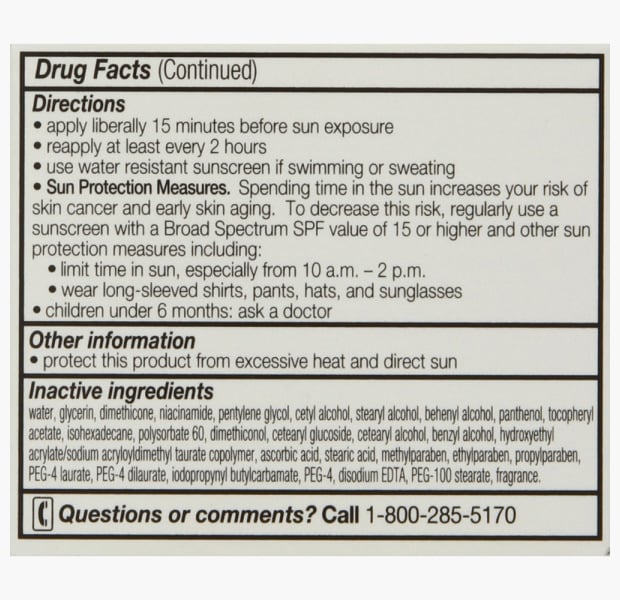 Drug Facts (Continued)
Directions
• apply liberally 15 minutes before sun exposure
• reapply at least every 2 hours
• use water resistant sunscreen if swimming or sweating
• Sun Protection Measures. Spending time in the sun increases your risk of
skin cancer and early skin aging. To decrease this risk, regularly use a
sunscreen with a Broad Spectrum SPF value of 15 or higher and other sun
protection measures including:
• limit time in sun, especially from 10 a.m. – 2 p.m.
• wear long-sleeved shirts, pants, hats, and sunglasses
• children under 6 months: ask a doctor
Other information
• protect this product from excessive heat and direct sun
Inactive ingredients
water, glycerin, dimethicone, niacinamide, pentylene glycol, cetyl alcohol, stearyl alcohol, behenyl alcohol, panthenol, tocopheryl
acetate, isohexadecane, polysorbate 60, dimethiconol, cetearyl glucoside, cetearyl alcohol, benzyl alcohol, hydroxyethyl
acrylate/sodium acryloyldimethyl taurate copolymer, ascorbic acid, stearic acid, methylparaben, ethylparaben, propylparaben,
PEG-4 laurate, PEG-4 dilaurate, iodopropynyl butylcarbamate, PEG-4, disodium EDTA, PEG-100 stearate, fragrance.
Questions or comments? Call 1-800-285-5170